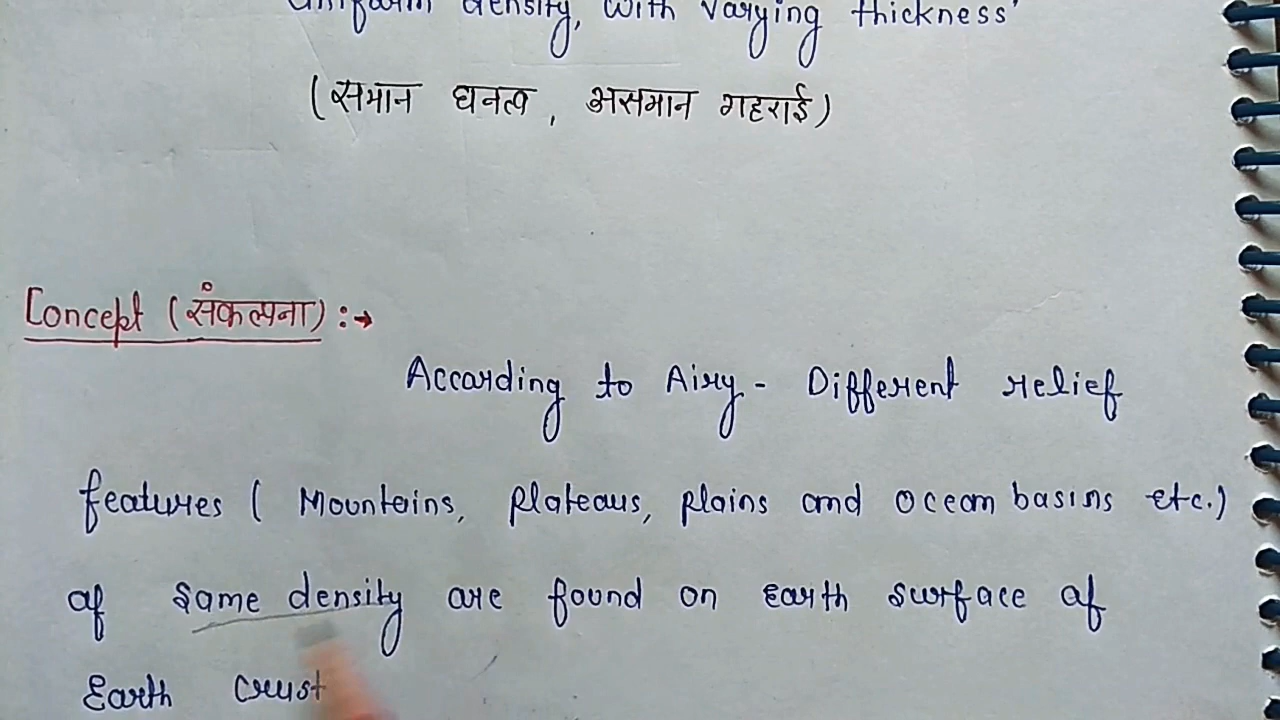 Uniform density, with varying thickness'
(समान घनत्व, असमान गहराई)
Concept (संकल्पना) :→
According to Airy - Different relief
features ( Mountains, Plateaus, plains and ocean basins etc.)
of same density are found on Earth surface of
Earth crust